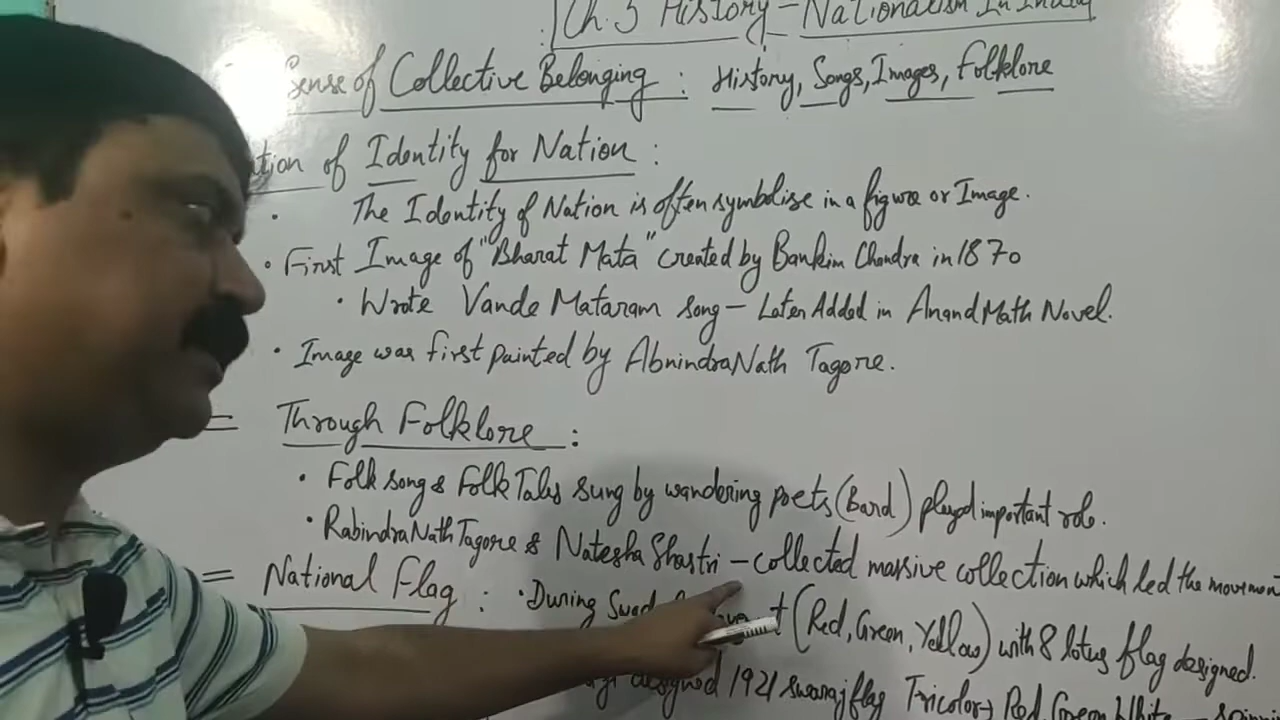 Ch. 3 History - Nationalism In India
Sense of Collective Belonging : History, Songs, Images, Folklore
of Identity for Nation :
• The Identity of Nation is often symbolise in a figure or Image.
• First Image of "Bharat Mata" created by Bankim Chandra in 1870
• Wrote Vande Mataram song - Later Added in AnandMath Novel.
• Image was first painted by AbnindraNath Tagore.
= Through Folklore :
• Folk song & Folk Tales sung by wandering poets (Bard) played important role.
• RabindraNath Tagore & Natesha Shastri - collected massive collection which led the movement
= National Flag : • During (Red, Green, Yellow) with 8 lotus flag designed.
designed 1921 swaraj flag Tricolor Red, Green White